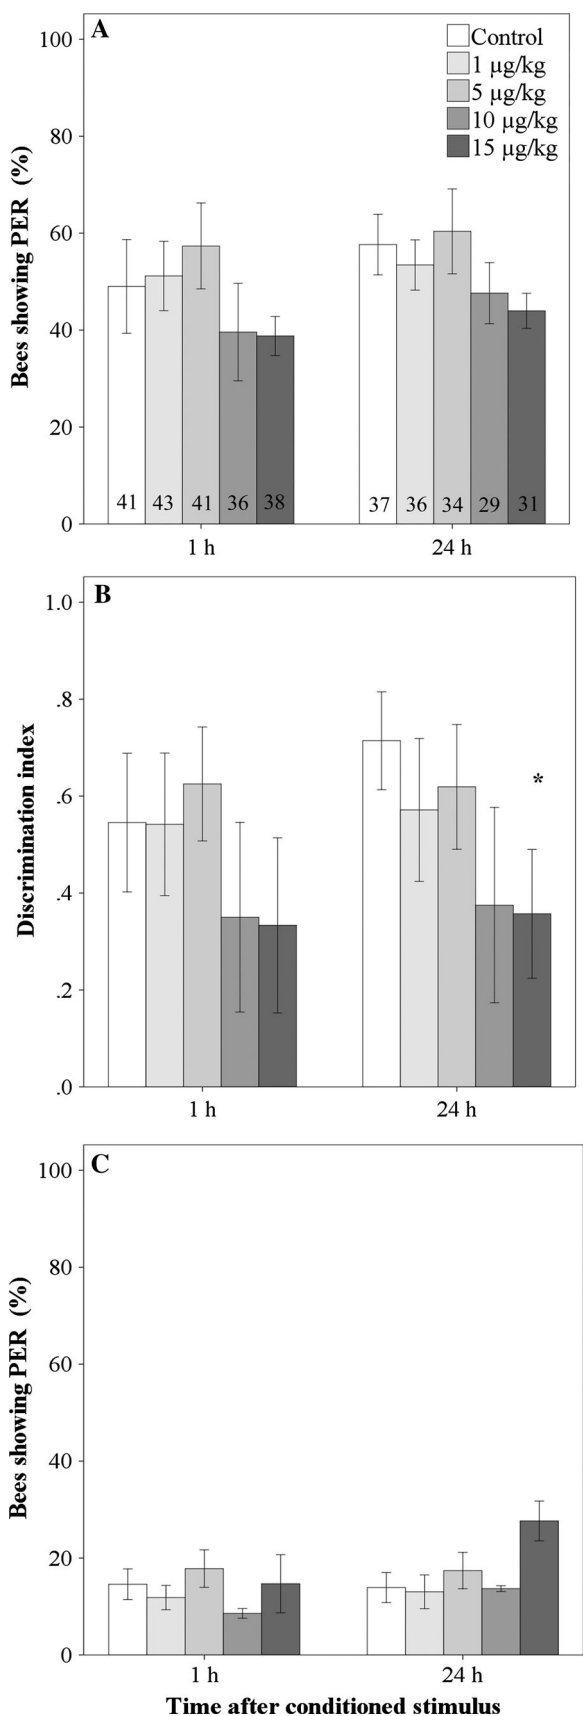 A
Control
1 µg/kg
5 µg/kg
10 µg/kg
15 µg/kg
Bees showing PER (%)
100
80
60
40
20
0
41 43 41 36 38 37 36 34 29 31
1 h 24 h
B
Discrimination index
1.0
.8
.6
.4
.2
.0
*
1 h 24 h
C
Bees showing PER (%)
100
80
60
40
20
0
1 h 24 h
Time after conditioned stimulus